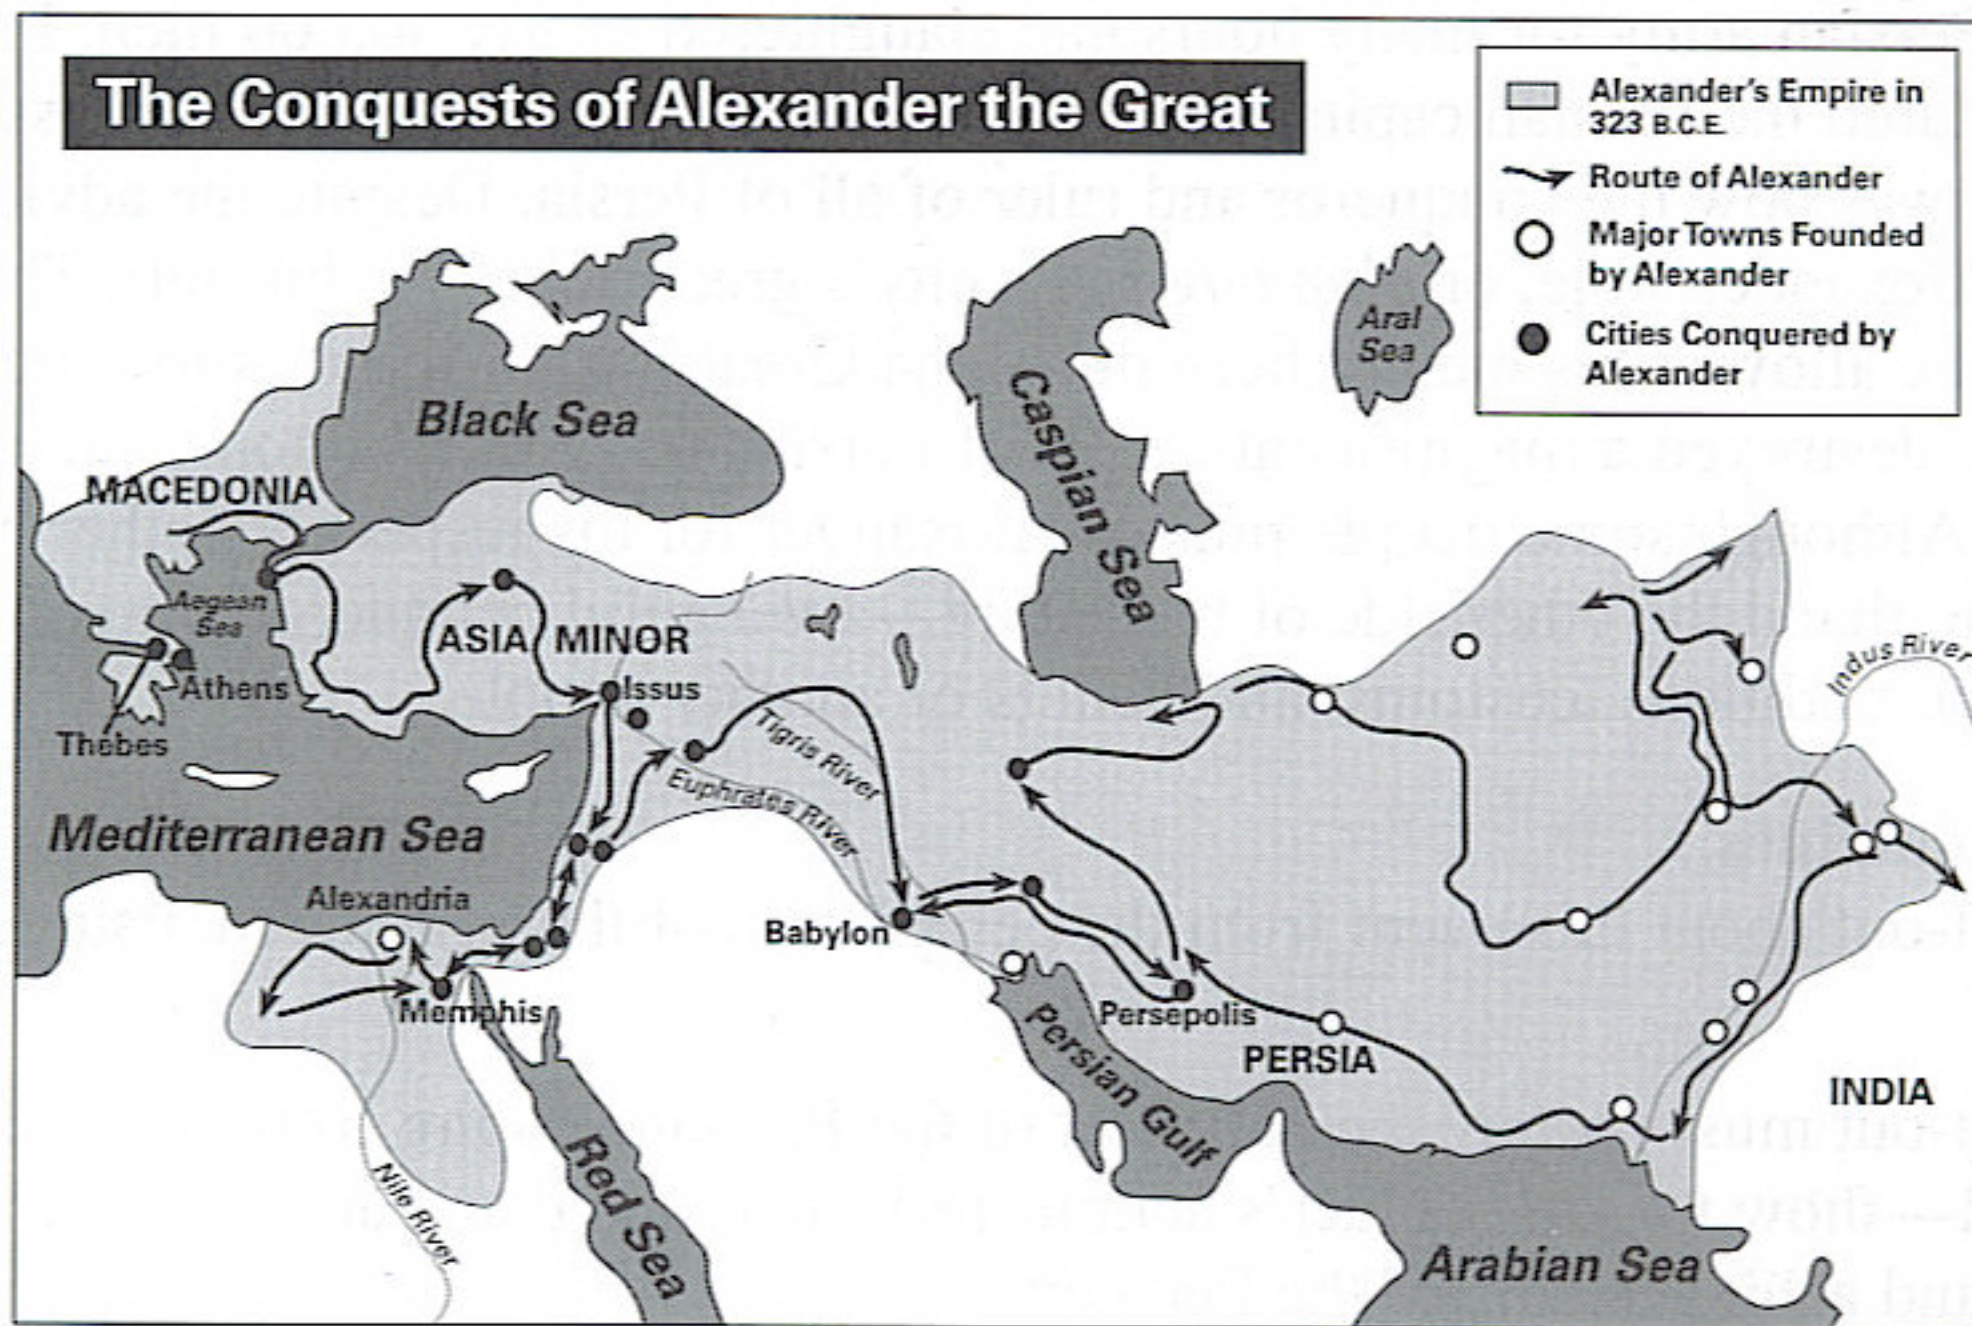 The Conquests of Alexander the Great
Alexander's Empire in
323 B.C.E.
Route of Alexander
Major Towns Founded
by Alexander
Cities Conquered by
Alexander
Aral
Sea
Black Sea
Caspian Sea
MACEDONIA
Aegean
Sea
ASIA MINOR
Indus River
Athens
Issus
Thebes
Tigris River
Euphrates River
Mediterranean Sea
Alexandria
Babylon
Memphis
Persepolis
Persian Gulf
PERSIA
INDIA
Nile River
Red Sea
Arabian Sea